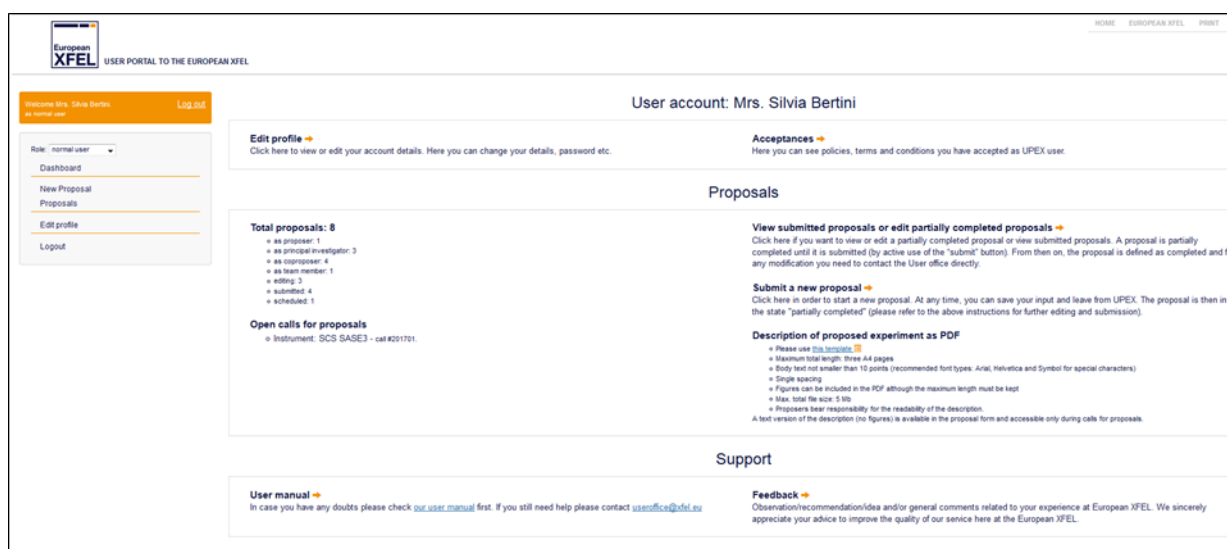 HOME EUROPEAN XFEL PRINT
European
XFEL
USER PORTAL TO THE EUROPEAN XFEL
Welcome Mrs. Silvia Bertini. Log out
as normal user
Role: normal user
Dashboard
New Proposal
Proposals
Edit profile
Logout
User account: Mrs. Silvia Bertini
Edit profile
Click here to view or edit your account details. Here you can change your details, password etc.
Acceptances
Here you can see policies, terms and conditions you have accepted as UPEX user.
Proposals
Total proposals: 8
as proposer: 1
as principal investigator: 3
as coproposer: 4
as team member: 1
editing: 3
submitted: 4
scheduled: 1
Open calls for proposals
Instrument: SCS SASE3 - call #201701.
View submitted proposals or edit partially completed proposals
Click here if you want to view or edit a partially completed proposal or view submitted proposals. A proposal is partially
completed until it is submitted (by active use of the "submit" button). From then on, the proposal is defined as completed and f
any modification you need to contact the User office directly.
Submit a new proposal
Click here in order to start a new proposal. At any time, you can save your input and leave from UPEX. The proposal is then in
the state "partially completed" (please refer to the above instructions for further editing and submission).
Description of proposed experiment as PDF
Please use this template
Maximum total length: three A4 pages
Body text not smaller than 10 points (recommended font types: Arial, Helvetica and Symbol for special characters)
Single spacing
Figures can be included in the PDF although the maximum length must be kept
Max. total file size: 5 Mb
Proposers bear responsibility for the readability of the description.
A text version of the description (no figures) is available in the proposal form and accessible only during calls for proposals.
Support
User manual
In case you have any doubts please check our user manual first. If you still need help please contact useroffice@xfel.eu
Feedback
Observation/recommendation/idea and/or general comments related to your experience at European XFEL. We sincerely
appreciate your advice to improve the quality of our service here at the European XFEL.